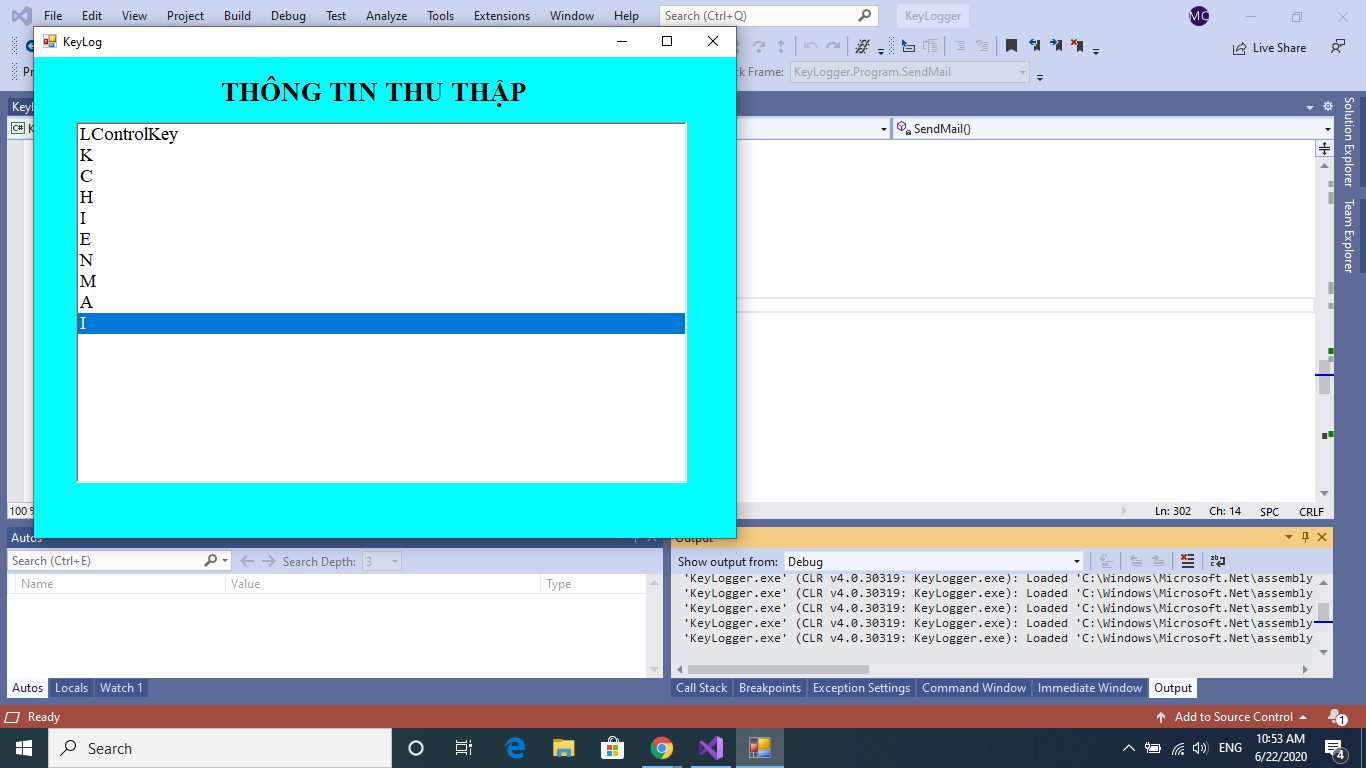 File Edit View Project Build Debug Test Analyze Tools Extensions Window Help Search (Ctrl+Q) KeyLogger MC
KeyLog
Live Share
THÔNG TIN THU THẬP
Frame: KeyLogger.Program.SendMail
C# SendMail()
LControlKey
K
C
H
I
E
N
M
A
I
Solution Explorer
Team Explorer
100 % Ln: 302 Ch: 14 SPC CRLF
Autos
Search (Ctrl+E) Search Depth: 3
Name Value Type
Output
Show output from: Debug
'KeyLogger.exe' (CLR v4.0.30319: KeyLogger.exe): Loaded 'C:\Windows\Microsoft.Net\assembly
'KeyLogger.exe' (CLR v4.0.30319: KeyLogger.exe): Loaded 'C:\Windows\Microsoft.Net\assembly
'KeyLogger.exe' (CLR v4.0.30319: KeyLogger.exe): Loaded 'C:\Windows\Microsoft.Net\assembly
'KeyLogger.exe' (CLR v4.0.30319: KeyLogger.exe): Loaded 'C:\Windows\Microsoft.Net\assembly
'KeyLogger.exe' (CLR v4.0.30319: KeyLogger.exe): Loaded 'C:\Windows\Microsoft.Net\assembly
Autos Locals Watch 1
Call Stack Breakpoints Exception Settings Command Window Immediate Window Output
Ready Add to Source Control 1
Search ENG 10:53 AM
6/22/2020 4